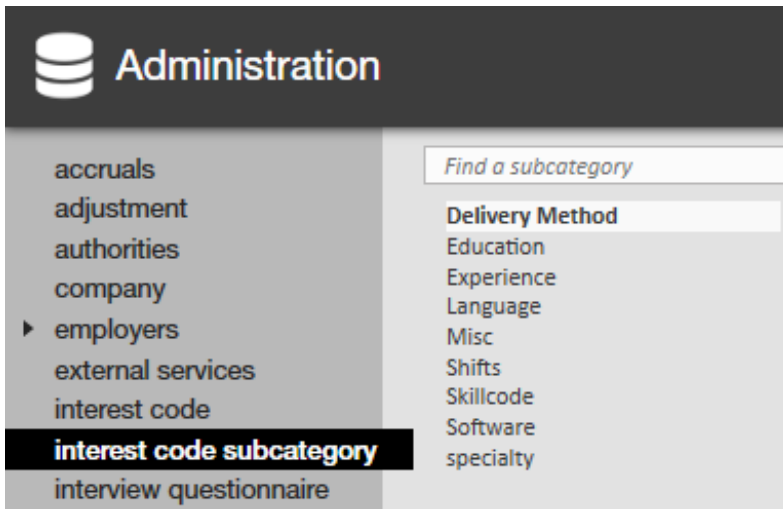 Administration
accruals
adjustment
authorities
company
employers
external services
interest code
interest code subcategory
interview questionnaire
Find a subcategory
Delivery Method
Education
Experience
Language
Misc
Shifts
Skillcode
Software
specialty